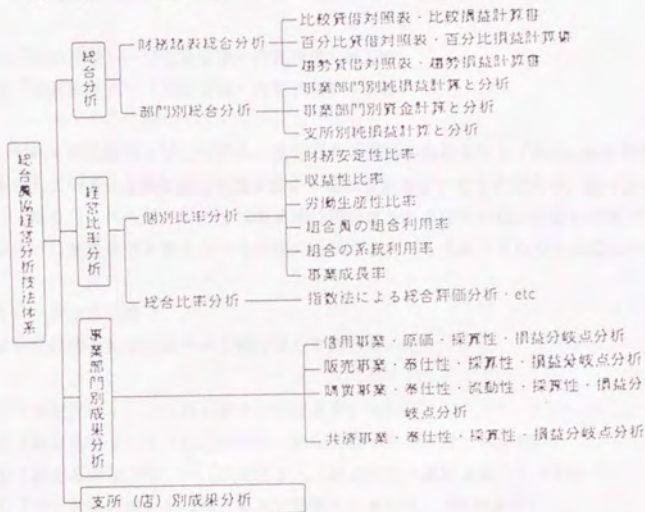 総合農協経営分析技法体系
総合分析
財務諸表総合分析
比較貸借対照表・比較損益計算書
百分比貸借対照表・百分比損益計算書
趨勢貸借対照表・趨勢損益計算書
部門別総合分析
事業部門別純損益計算と分析
事業部門別資金計算と分析
支所別純損益計算と分析
経営比率分析
個別比率分析
財務安定性比率
収益性比率
労働生産性比率
組合員の組合利用率
組合の系統利用率
事業成長率
総合比率分析
指数法による総合評価分析・etc
事業部門別成果分析
信用事業・原価・採算性・損益分岐点分析
販売事業・奉仕性・採算性・損益分岐点分析
購買事業・奉仕性・流動性・採算性・損益分
岐点分析
共済事業・奉仕性・採算性・損益分岐点分析
支所（店）別成果分析